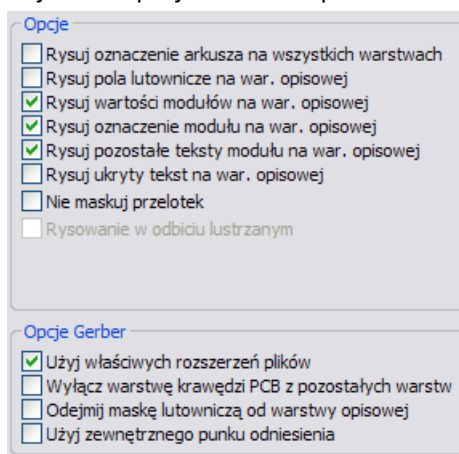 Opcje
Rysuj oznaczenie arkusza na wszystkich warstwach
Rysuj pola lutownicze na war. opisowej
Rysuj wartości modułów na war. opisowej
Rysuj oznaczenie modułu na war. opisowej
Rysuj pozostałe teksty modułu na war. opisowej
Rysuj ukryty tekst na war. opisowej
Nie maskuj przelotek
Rysowanie w odbiciu lustrzanym
Opcje Gerber
Użyj właściwych rozszerzeń plików
Wyłącz warstwę krawędzi PCB z pozostałych warstw
Odejmij maskę lutowniczą od warstwy opisowej
Użyj zewnętrznego punku odniesienia